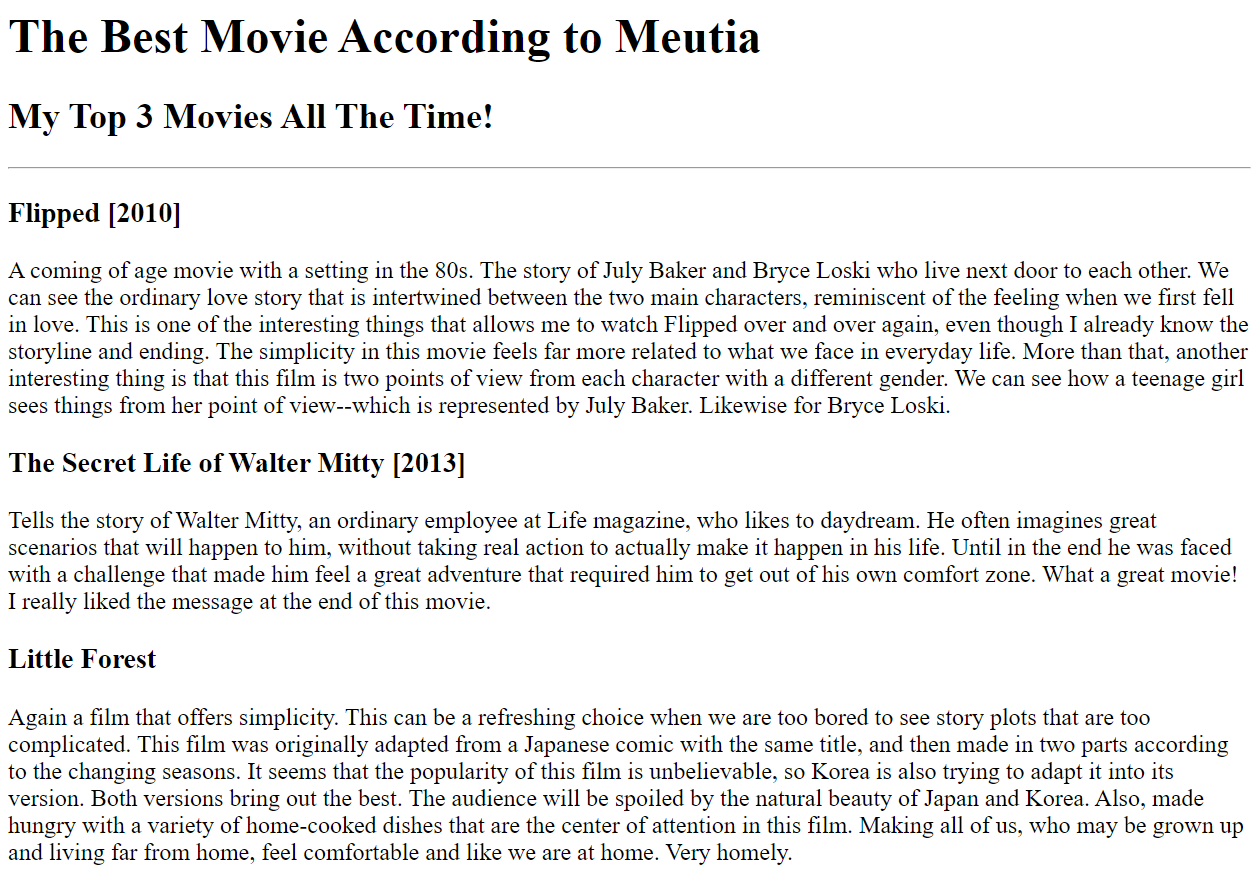 The Best Movie According to Meutia
My Top 3 Movies All The Time!
Flipped [2010]
A coming of age movie with a setting in the 80s. The story of July Baker and Bryce Loski who live next door to each other. We
can see the ordinary love story that is intertwined between the two main characters, reminiscent of the feeling when we first fell
in love. This is one of the interesting things that allows me to watch Flipped over and over again, even though I already know the
storyline and ending. The simplicity in this movie feels far more related to what we face in everyday life. More than that, another
interesting thing is that this film is two points of view from each character with a different gender. We can see how a teenage girl
sees things from her point of view--which is represented by July Baker. Likewise for Bryce Loski.
The Secret Life of Walter Mitty [2013]
Tells the story of Walter Mitty, an ordinary employee at Life magazine, who likes to daydream. He often imagines great
scenarios that will happen to him, without taking real action to actually make it happen in his life. Until in the end he was faced
with a challenge that made him feel a great adventure that required him to get out of his own comfort zone. What a great movie!
I really liked the message at the end of this movie.
Little Forest
Again a film that offers simplicity. This can be a refreshing choice when we are too bored to see story plots that are too
complicated. This film was originally adapted from a Japanese comic with the same title, and then made in two parts according
to the changing seasons. It seems that the popularity of this film is unbelievable, so Korea is also trying to adapt it into its
version. Both versions bring out the best. The audience will be spoiled by the natural beauty of Japan and Korea. Also, made
hungry with a variety of home-cooked dishes that are the center of attention in this film. Making all of us, who may be grown up
and living far from home, feel comfortable and like we are at home. Very homely.